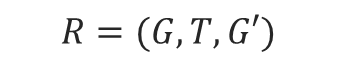 R = (G, T, G′)